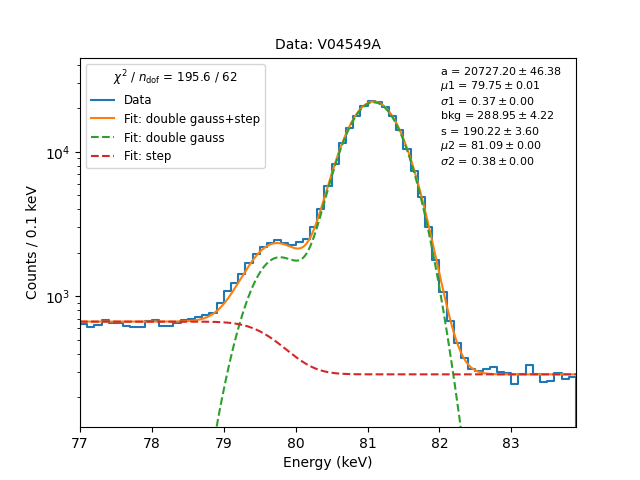 Data: V04549A
χ² / n_dof = 195.6 / 62
Data
Fit: double gauss+step
Fit: double gauss
Fit: step
a = 20727.20 ± 46.38
μ1 = 79.75 ± 0.01
σ1 = 0.37 ± 0.00
bkg = 288.95 ± 4.22
s = 190.22 ± 3.60
μ2 = 81.09 ± 0.01
σ2 = 0.38 ± 0.00
Counts / 0.1 keV
10⁴
10³
77 78 79 80 81 82 83
Energy (keV)